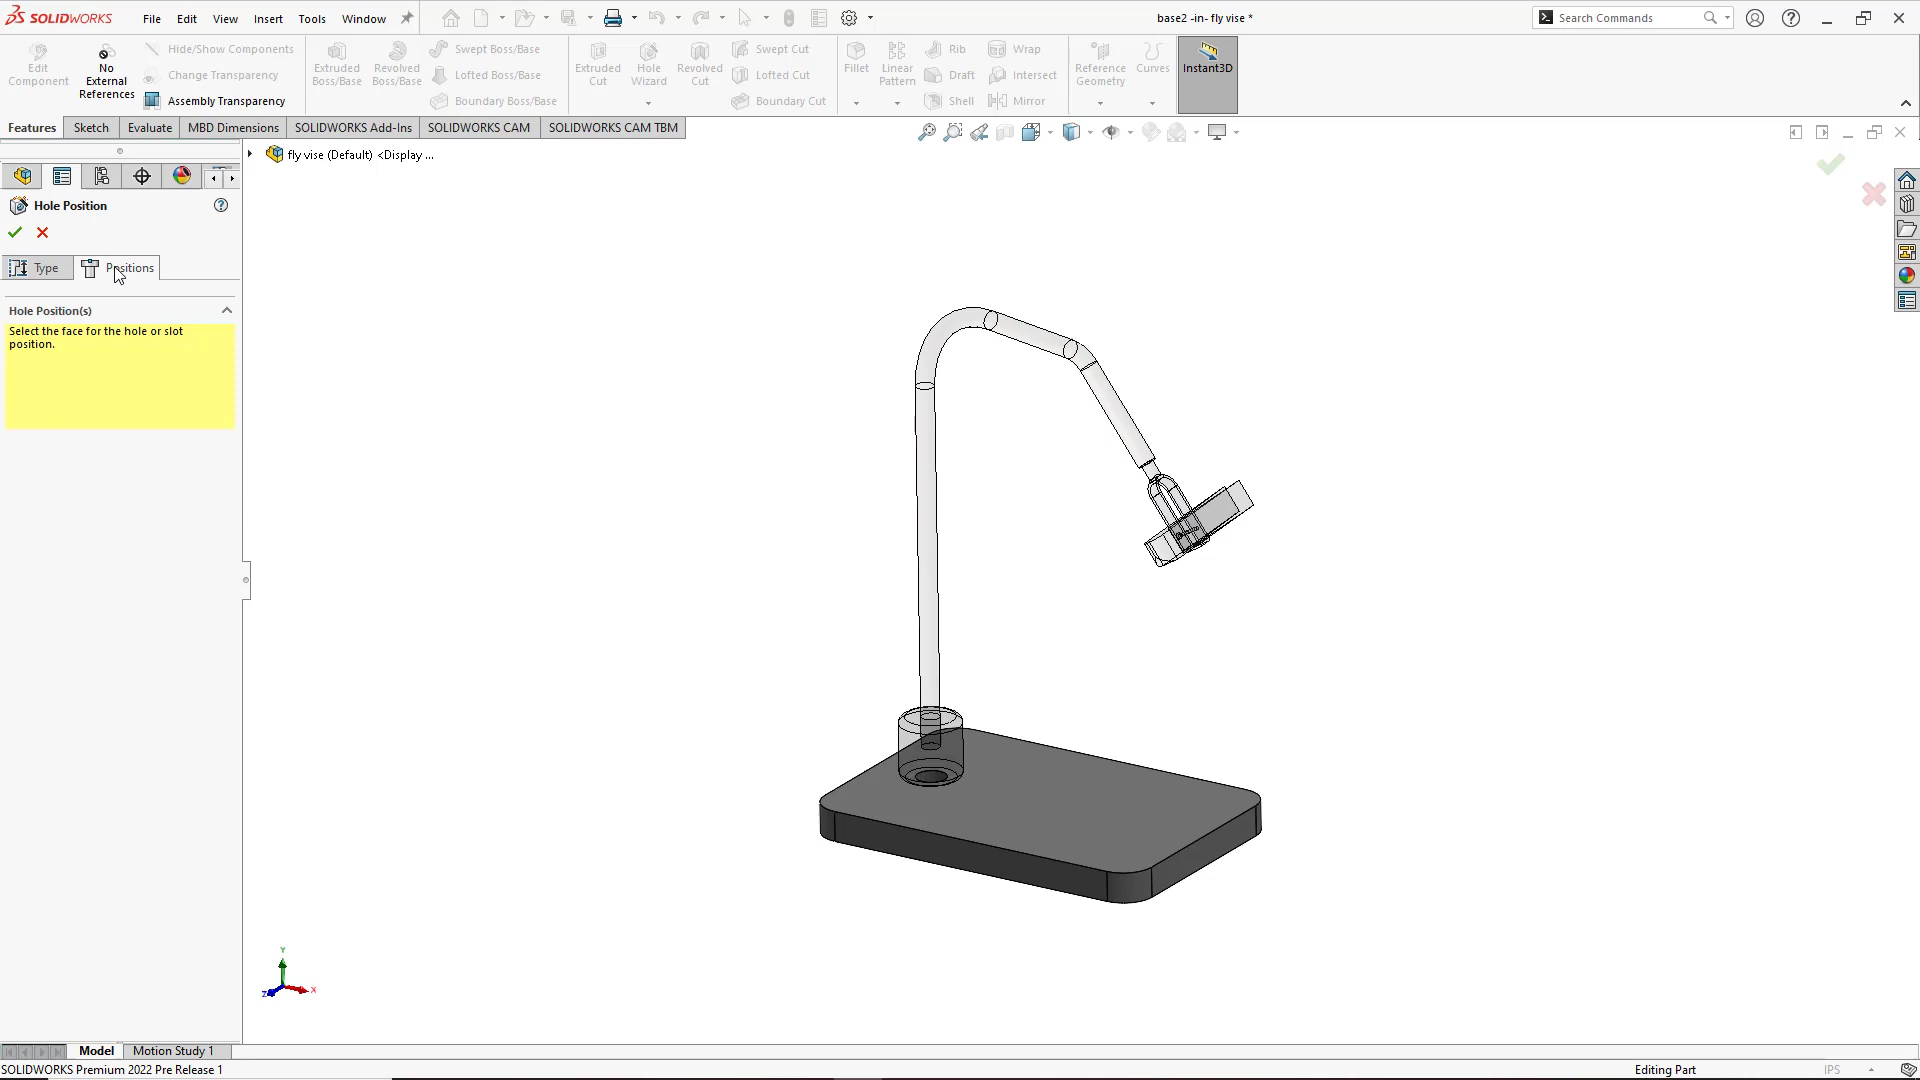 SOLIDWORKS File Edit View Insert Tools Window base2 -in- fly vise * Search Commands
Edit Component
No External References
Hide/Show Components
Change Transparency
Assembly Transparency
Extruded Boss/Base
Revolved Boss/Base
Swept Boss/Base
Lofted Boss/Base
Boundary Boss/Base
Extruded Cut
Hole Wizard
Revolved Cut
Swept Cut
Lofted Cut
Boundary Cut
Fillet
Linear Pattern
Rib
Draft
Shell
Wrap
Intersect
Mirror
Reference Geometry
Curves
Instant3D
Features Sketch Evaluate MBD Dimensions SOLIDWORKS Add-Ins SOLIDWORKS CAM SOLIDWORKS CAM TBM
fly vise (Default) <Display ...
Hole Position
Type Positions
Hole Position(s)
Select the face for the hole or slot
position.
Y
Z X
Model Motion Study 1
SOLIDWORKS Premium 2022 Pre Release 1 Editing Part IPS